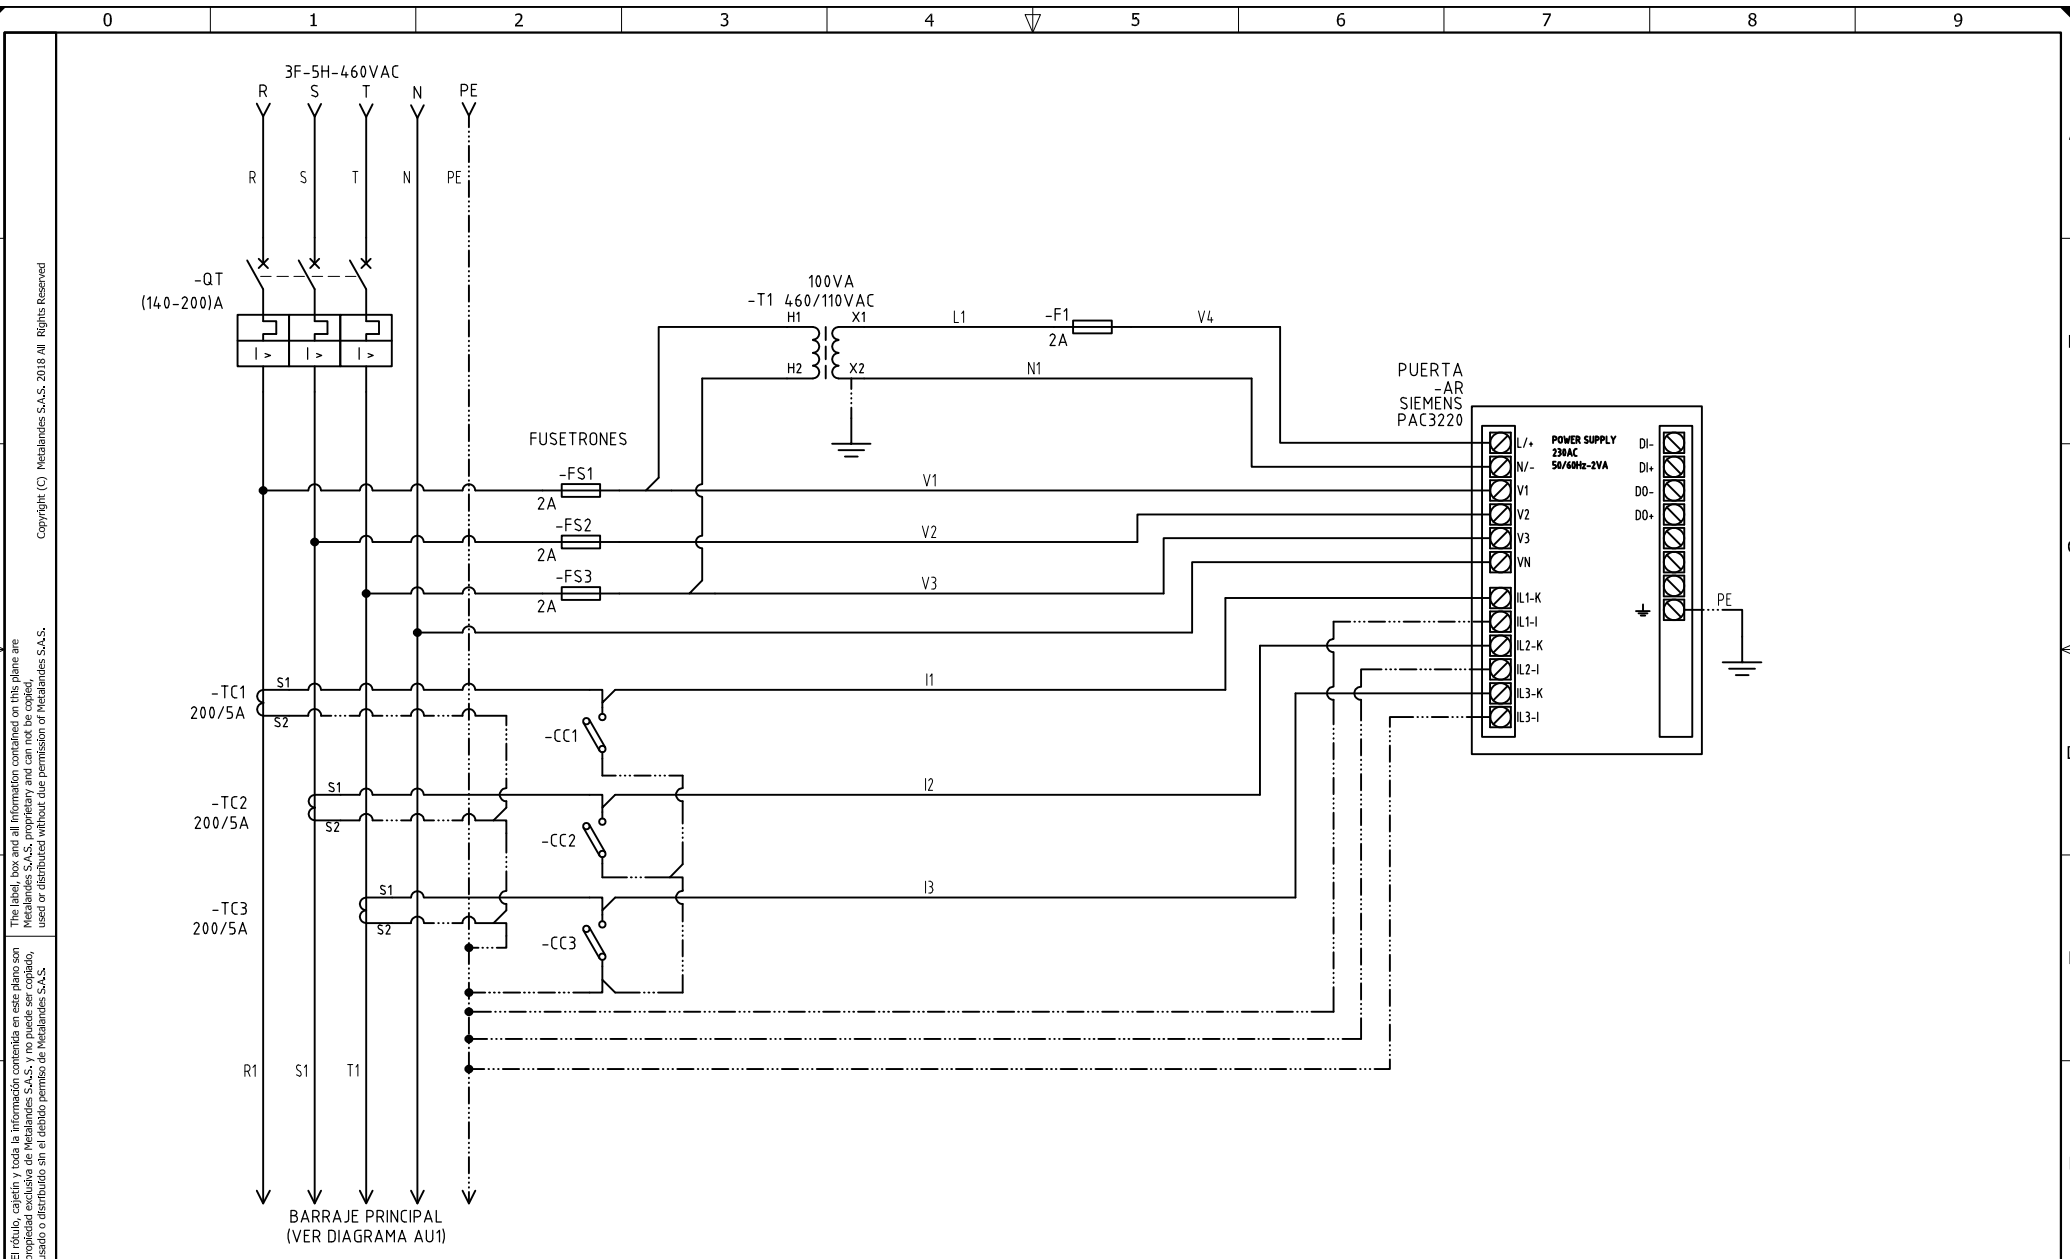 0 1 2 3 4 5 6 7 8 9
3F-5H-460VAC
R S T N PE
R S T N PE
-QT
(140-200)A
I > I > I >
100VA
-T1 460/110VAC
H1 X1
H2 X2
L1
-F1
2A
V4
N1
FUSETRONES
-FS1
2A
V1
-FS2
2A
V2
-FS3
2A
V3
PUERTA
-AR
SIEMENS
PAC3220
L/+
N/-
V1
V2
V3
VN
IL1-K
IL1-I
IL2-K
IL2-I
IL3-K
IL3-I
POWER SUPPLY
230AC
50/60Hz-2VA
DI-
DI+
DO-
DO+
PE
-TC1
200/5A
S1
S2
-CC1
I1
-TC2
200/5A
S1
S2
-CC2
I2
-TC3
200/5A
S1
S2
-CC3
I3
R1 S1 T1
BARRAJE PRINCIPAL
(VER DIAGRAMA AU1)
Copyright (C) Metalandes S.A.S. 2018 All Rights Reserved
The label, box and all information contained on this plane are
Metalandes S.A.S. proprietary and can not be copied,
used or distributed without due permission of Metalandes S.A.S.
El rótulo, cajetín y toda la información contenida en este plano son
propiedad exclusiva de Metalandes S.A.S. y no puede ser copiado,
usado o distribuido sin el debido permiso de Metalandes S.A.S.